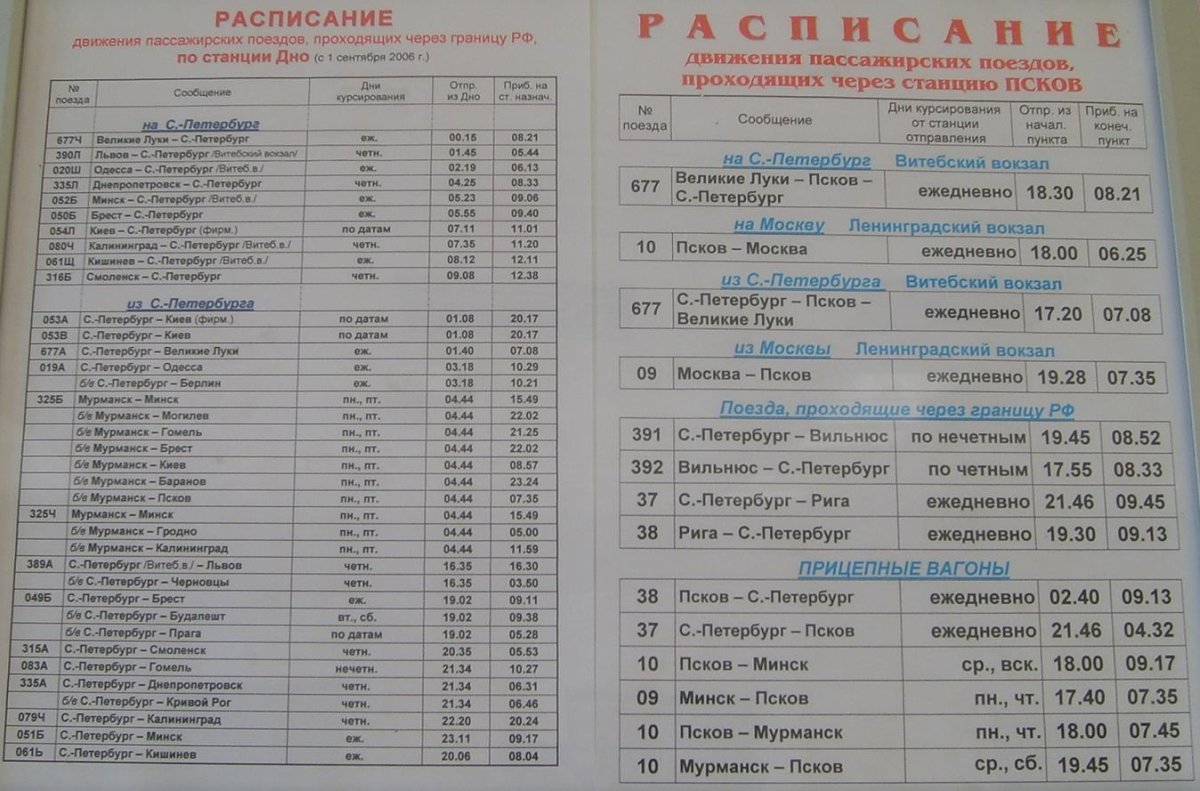 РАСПИСАНИЕ
движения пассажирских поездов, проходящих через границу РФ,
по станции Дно (с 1 сентября 2006 г.)
№ поезда Сообщение Дни курсирования Отпр. из Дно Приб. на ст. назнач.
на С.-Петербург
677Ч Великие Луки – С.-Петербург еж. 00.15 08.21
390Л Львов – С.-Петербург /Витебский вокзал/ четн. 01.45 05.44
020Ш Одесса – С.-Петербург /Витеб.в./ еж. 02.19 06.13
335Л Днепропетровск – С.-Петербург четн. 04.25 08.33
052Б Минск – С.-Петербург /Витеб.в./ еж. 05.23 09.06
050Б Брест – С.-Петербург еж. 05.55 09.40
054Л Киев – С.-Петербург (фирм.) по датам 07.11 11.01
080Ч Калининград – С.-Петербург /Витеб.в./ четн. 07.35 11.20
061Щ Кишинев – С.-Петербург /Витеб.в./ еж. 08.12 12.11
316Б Смоленск – С.-Петербург четн. 09.08 12.38
из С.-Петербурга
053А С.-Петербург – Киев (фирм.) по датам 01.08 20.17
053В С.-Петербург – Киев по датам 01.08 20.17
677А С.-Петербург – Великие Луки еж. 01.40 07.08
019А С.-Петербург – Одесса еж. 03.18 10.29
б/в С.-Петербург – Берлин еж. 03.18 10.21
325Б Мурманск – Минск пн., пт. 04.44 15.49
б/в Мурманск – Могилев пн., пт. 04.44 22.02
б/в Мурманск – Гомель пн., пт. 04.44 21.25
б/в Мурманск – Брест пн., пт. 04.44 22.02
б/в Мурманск – Киев пн., пт. 04.44 08.57
б/в Мурманск – Баранов пн., пт. 04.44 23.24
б/в Мурманск – Псков пн., пт. 04.44 07.35
325Ч Мурманск – Минск пн., пт. 04.44 15.49
б/в Мурманск – Гродно пн., пт. 04.44 05.00
б/в Мурманск – Калининград пн., пт. 04.44 11.59
389А С.-Петербург /Витеб.в./ – Львов четн. 16.35 16.30
б/в С.-Петербург – Черновцы четн. 16.35 03.50
049Б С.-Петербург – Брест еж. 19.02 09.11
б/в С.-Петербург – Будапешт вт., сб. 19.02 09.38
б/в С.-Петербург – Прага по датам 19.02 05.28
315А С.-Петербург – Смоленск четн. 20.35 05.53
083А С.-Петербург – Гомель нечетн. 21.34 10.27
335А С.-Петербург – Днепропетровск четн. 21.34 06.31
б/в С.-Петербург – Кривой Рог четн. 21.34 06.46
079Ч С.-Петербург – Калининград четн. 22.20 20.24
051Б С.-Петербург – Минск еж. 23.11 09.17
061Ь С.-Петербург – Кишинев еж. 20.06 08.04
РАСПИСАНИЕ
движения пассажирских поездов,
проходящих через станцию ПСКОВ
№ поезда Сообщение Дни курсирования от станции отправления Отпр. из начал. пункта Приб. на конеч. пункт
на С.-Петербург Витебский вокзал
677 Великие Луки – Псков – С.-Петербург ежедневно 18.30 08.21
на Москву Ленинградский вокзал
10 Псков – Москва ежедневно 18.00 06.25
из С.-Петербурга Витебский вокзал
677 С.-Петербург – Псков – Великие Луки ежедневно 17.20 07.08
из Москвы Ленинградский вокзал
09 Москва – Псков ежедневно 19.28 07.35
Поезда, проходящие через границу РФ
391 С.-Петербург – Вильнюс по нечетным 19.45 08.52
392 Вильнюс – С.-Петербург по четным 17.55 08.33
37 С.-Петербург – Рига ежедневно 21.46 09.45
38 Рига – С.-Петербург ежедневно 19.30 09.13
ПРИЦЕПНЫЕ ВАГОНЫ
38 Псков – С.-Петербург ежедневно 02.40 09.13
37 С.-Петербург – Псков ежедневно 21.46 04.32
10 Псков – Минск ср., вск. 18.00 09.17
09 Минск – Псков пн., чт. 17.40 07.35
10 Псков – Мурманск пн., чт. 18.00 07.45
10 Мурманск – Псков ср., сб. 19.45 07.35